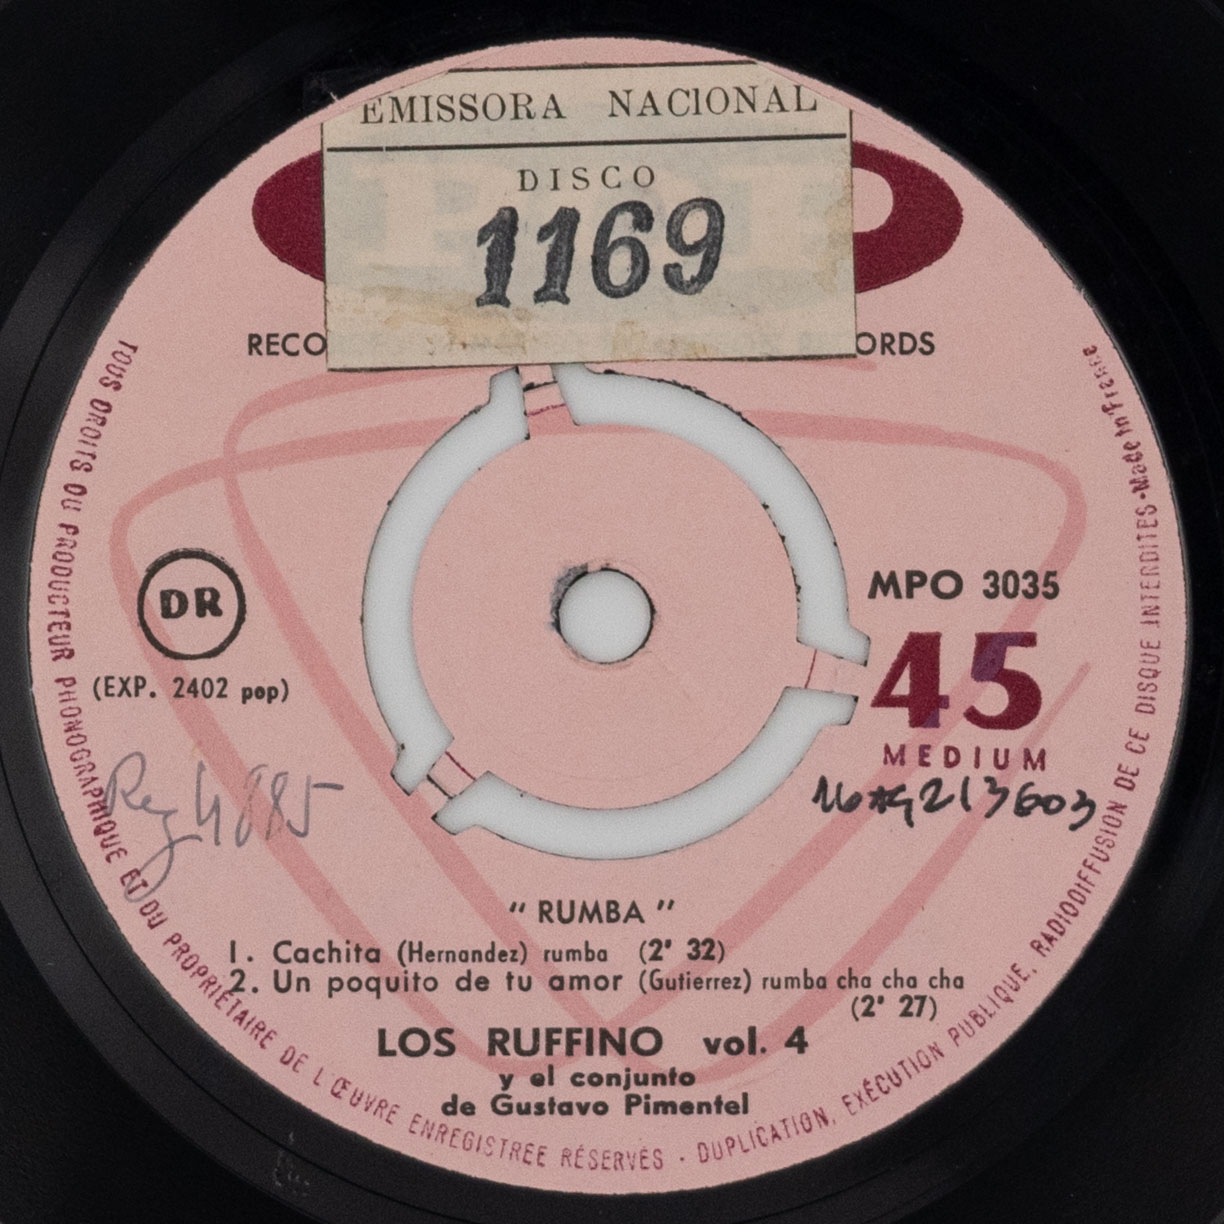 EMISSORA NACIONAL
DISCO
1169
RECO
ORDS
DR
(EXP. 2402 pop)
MPO 3035
45
MEDIUM
Reg 4885
" RUMBA "
1. Cachita (Hernandez) rumba (2' 32)
2. Un poquito de tu amor (Gutierrez) rumba cha cha cha
(2' 27)
LOS RUFFINO vol. 4
y el conjunto
de Gustavo Pimentel
TOUS DROITS DU PRODUCTEUR PHONOGRAPHIQUE ET DU PROPRIÉTAIRE DE L'ŒUVRE ENREGISTRÉE RÉSERVÉS · DUPLICATION, EXÉCUTION PUBLIQUE, RADIODIFFUSION DE CE DISQUE INTERDITES - Made in France